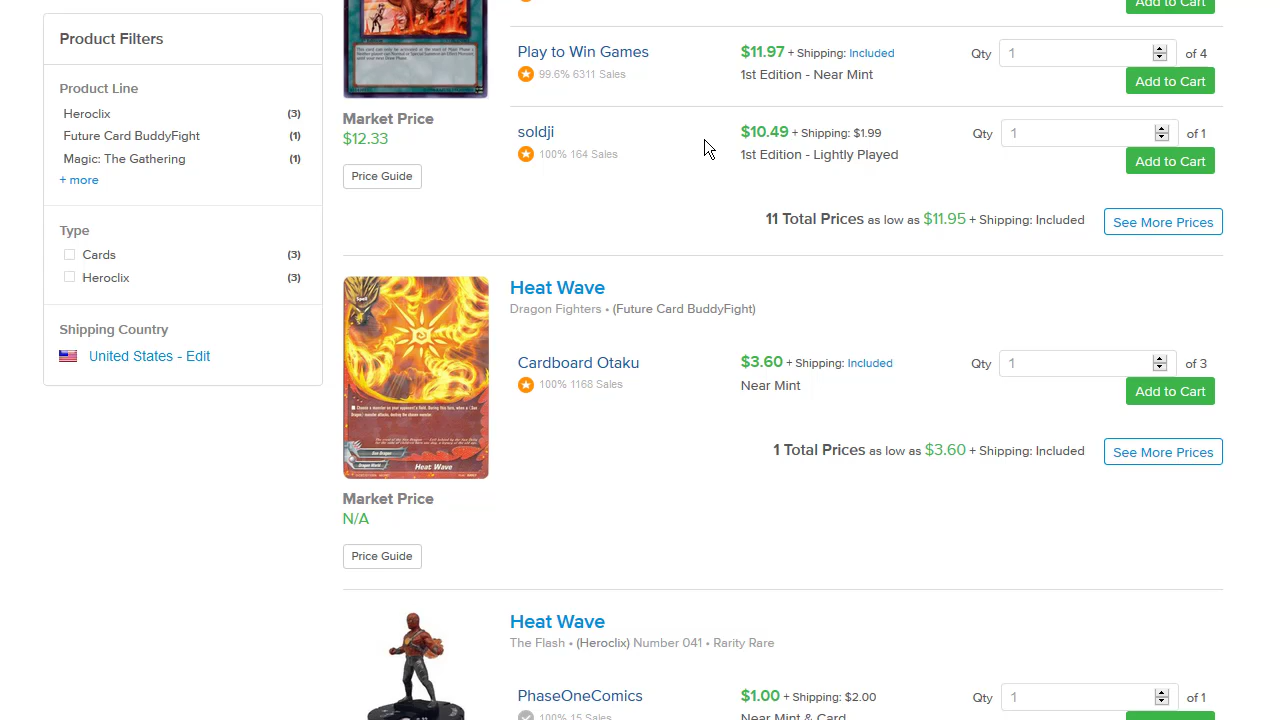 Product Filters
Product Line
Heroclix (3)
Future Card BuddyFight (1)
Magic: The Gathering (1)
+ more
Type
Cards (3)
Heroclix (3)
Shipping Country
United States - Edit
Add to Cart
Play to Win Games $11.97 + Shipping: Included Qty 1 of 4
99.6% 6311 Sales 1st Edition - Near Mint Add to Cart
Market Price
$12.33
Price Guide
soldji $10.49 + Shipping: $1.99 Qty 1 of 1
100% 164 Sales 1st Edition - Lightly Played Add to Cart
11 Total Prices as low as $11.95 + Shipping: Included See More Prices
Spell
Heat Wave
Market Price
N/A
Price Guide
Heat Wave
Dragon Fighters • (Future Card BuddyFight)
Cardboard Otaku $3.60 + Shipping: Included Qty 1 of 3
100% 1168 Sales Near Mint Add to Cart
1 Total Prices as low as $3.60 + Shipping: Included See More Prices
Heat Wave
The Flash • (Heroclix) Number 041 • Rarity Rare
PhaseOneComics $1.00 + Shipping: $2.00 Qty 1 of 1
100% 15 Sales Near Mint & Card